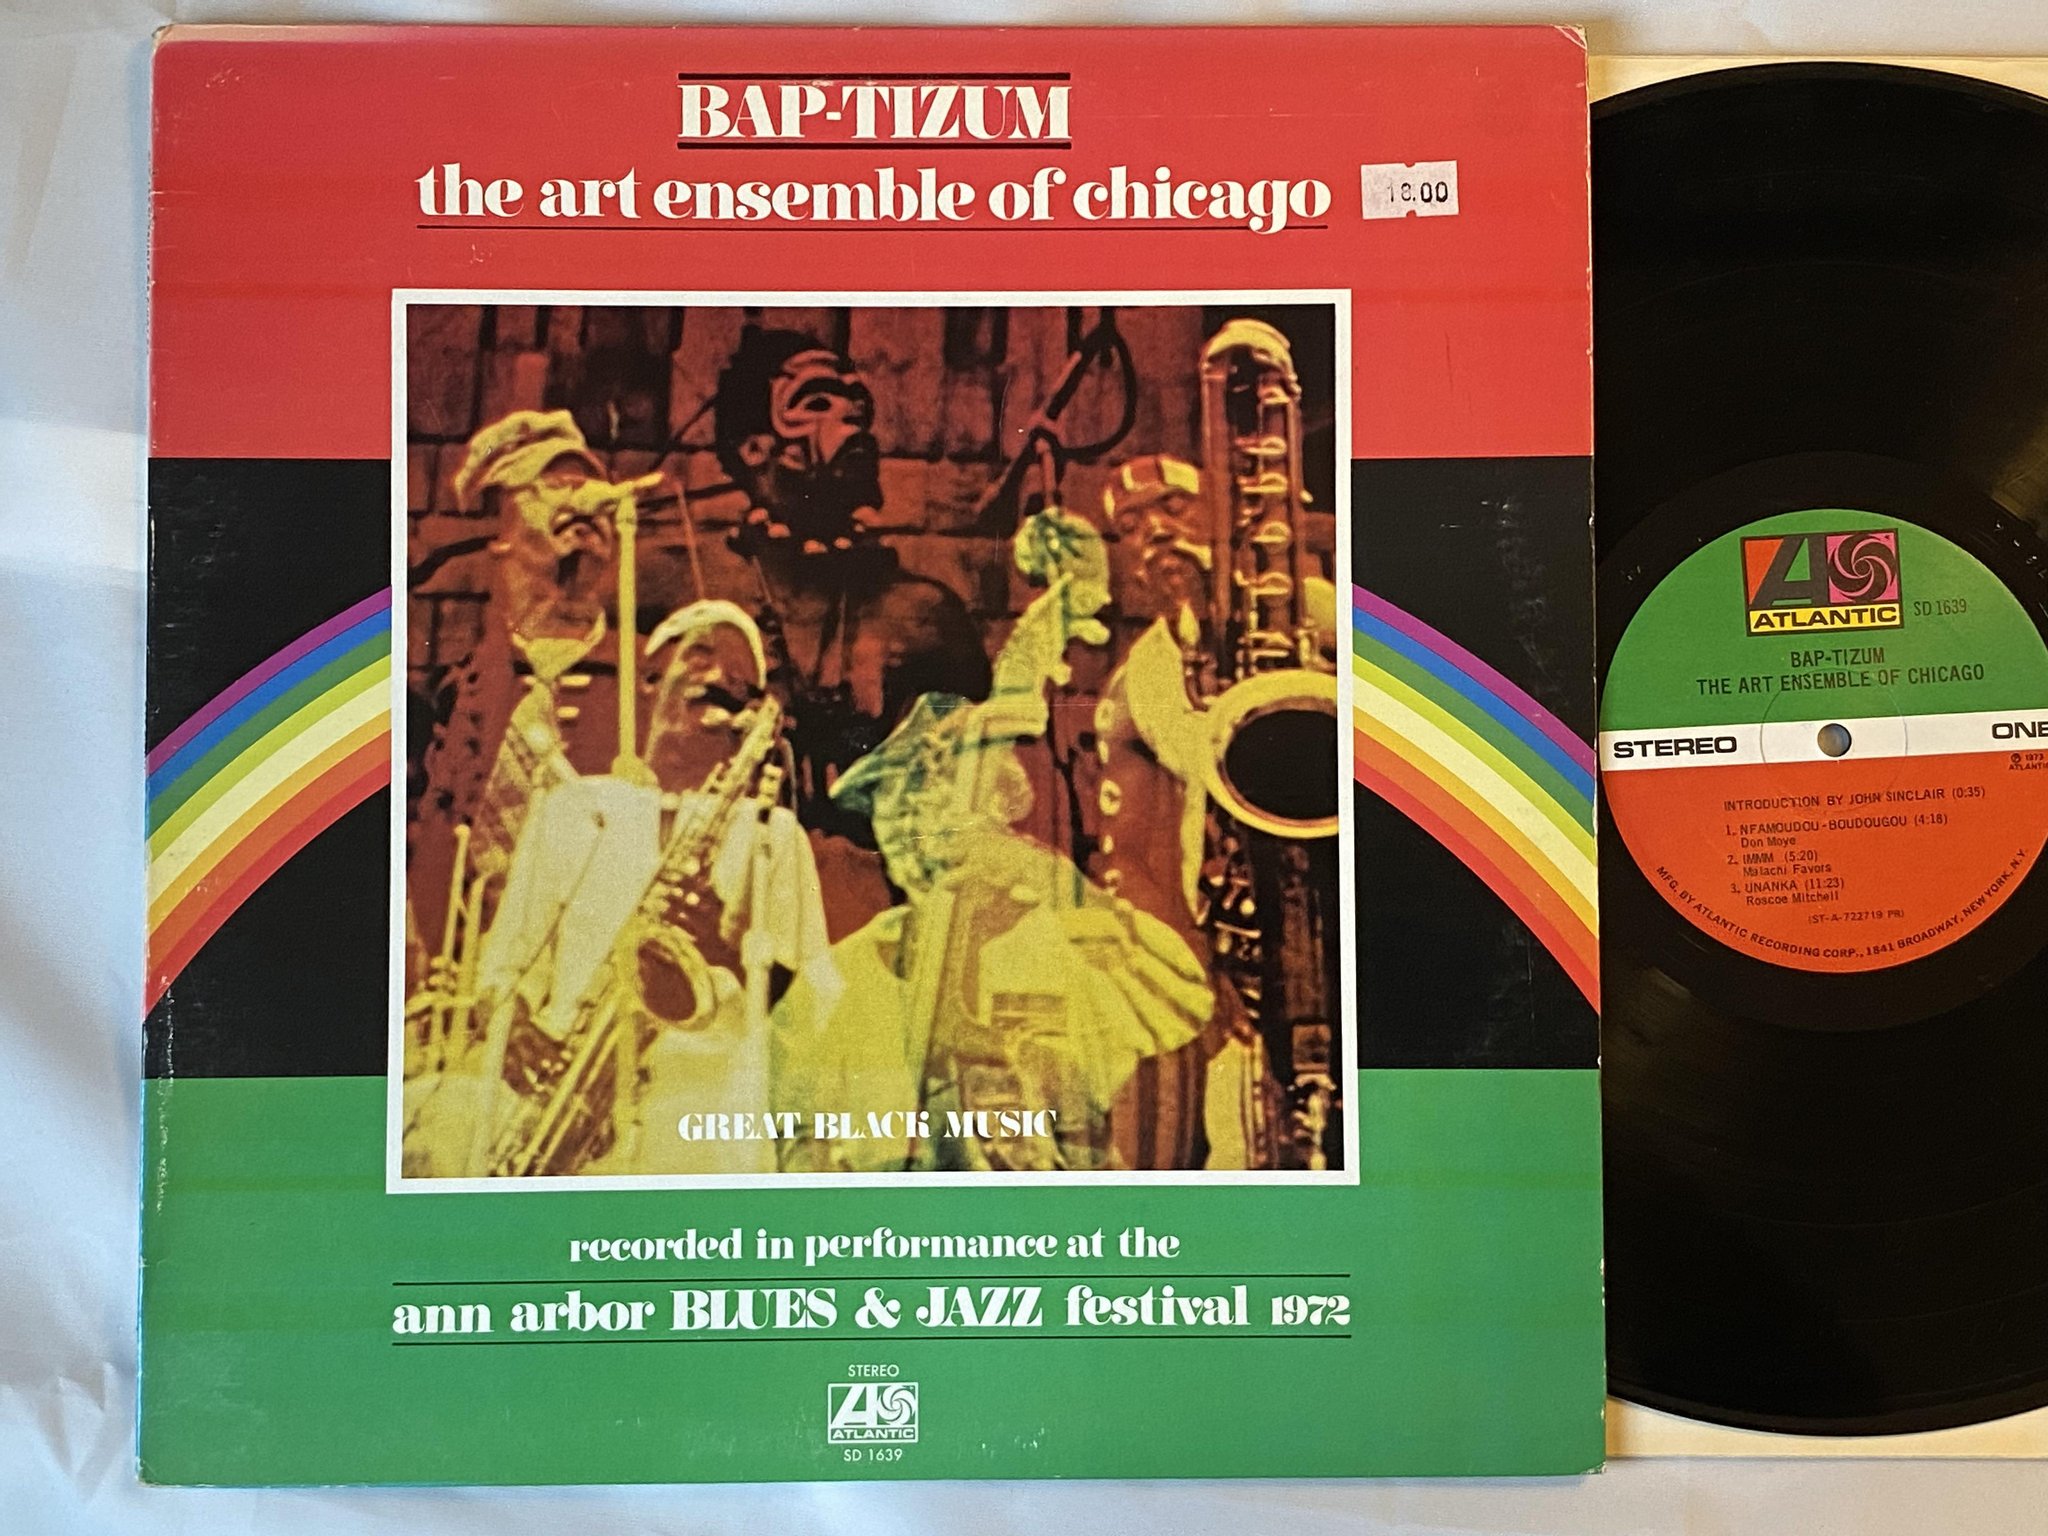 BAP-TIZUM
the art ensemble of chicago
18.00
GREAT BLACK MUSIC
recorded in performance at the
ann arbor BLUES & JAZZ festival 1972
STEREO
ATLANTIC
SD 1639
ATLANTIC
SD 1639
BAP-TIZUM
THE ART ENSEMBLE OF CHICAGO
STEREO
ONE
℗ 1973
ATLANTIC
INTRODUCTION BY JOHN SINCLAIR (0:35)
1. NFAMOUDOU-BOUDOUGOU (4:18)
Don Moye
2. IMMM (5:20)
Malachi Favors
3. UNANKA (11:23)
Roscoe Mitchell
(ST-A-722719 PR)
MFG. BY ATLANTIC RECORDING CORP., 1841 BROADWAY, NEW YORK, N.Y.